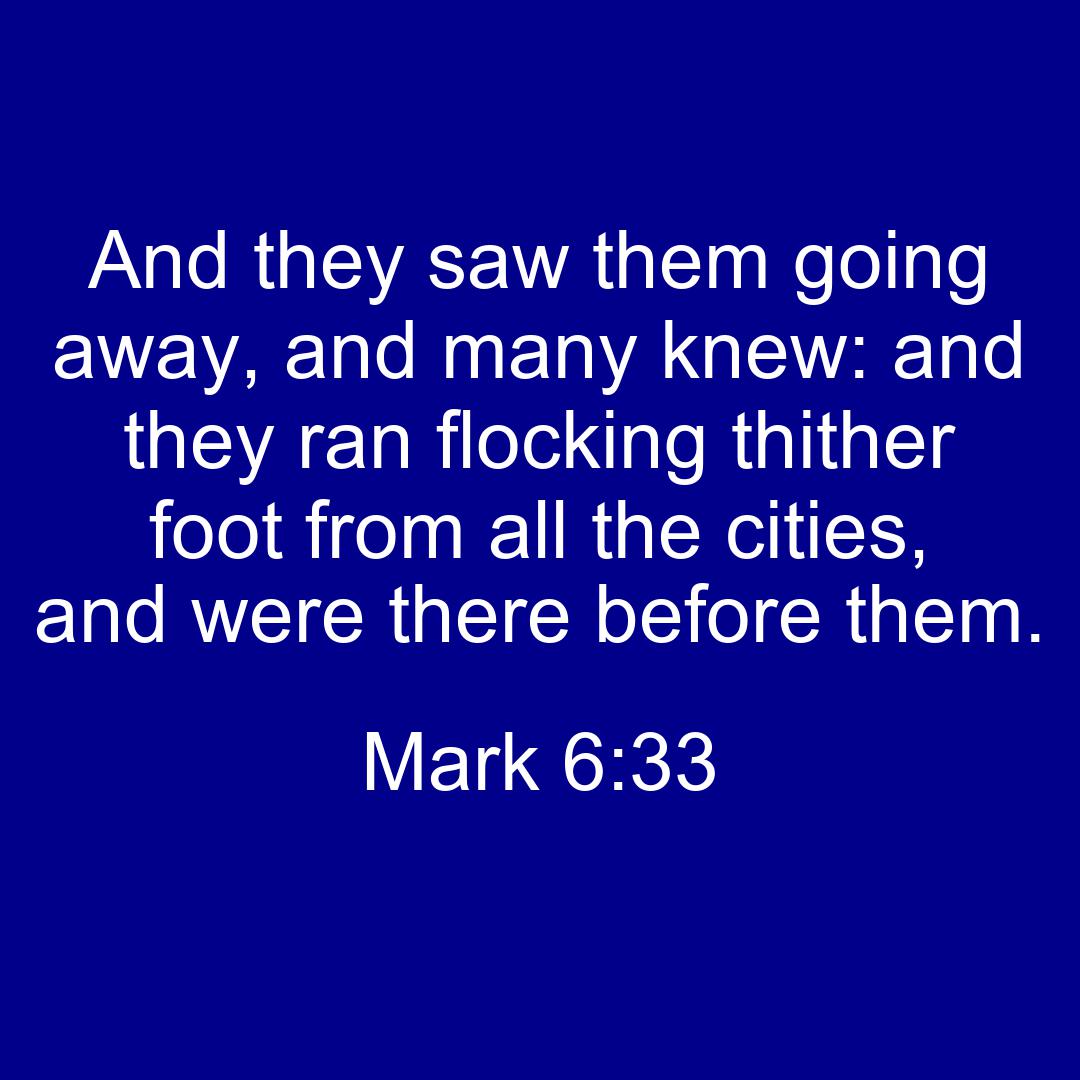 And they saw them going
away, and many knew: and
they ran flocking thither
foot from all the cities,
and were there before them.
Mark 6:33